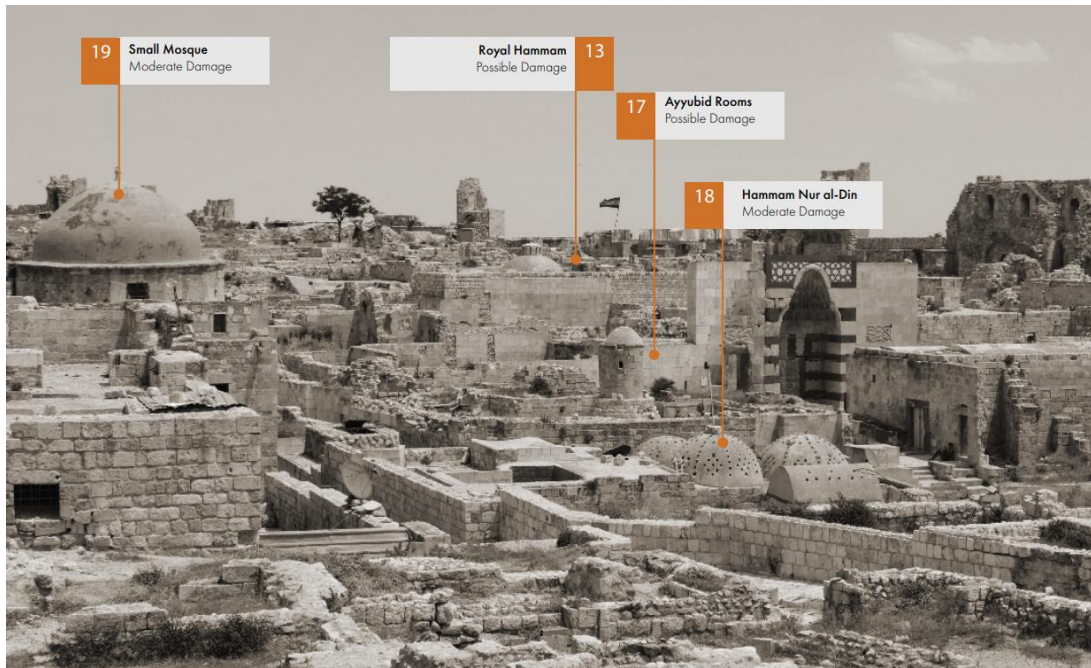 19
Small Mosque
Moderate Damage
Royal Hammam
Possible Damage
13
17
Ayyubid Rooms
Possible Damage
18
Hammam Nur al-Din
Moderate Damage